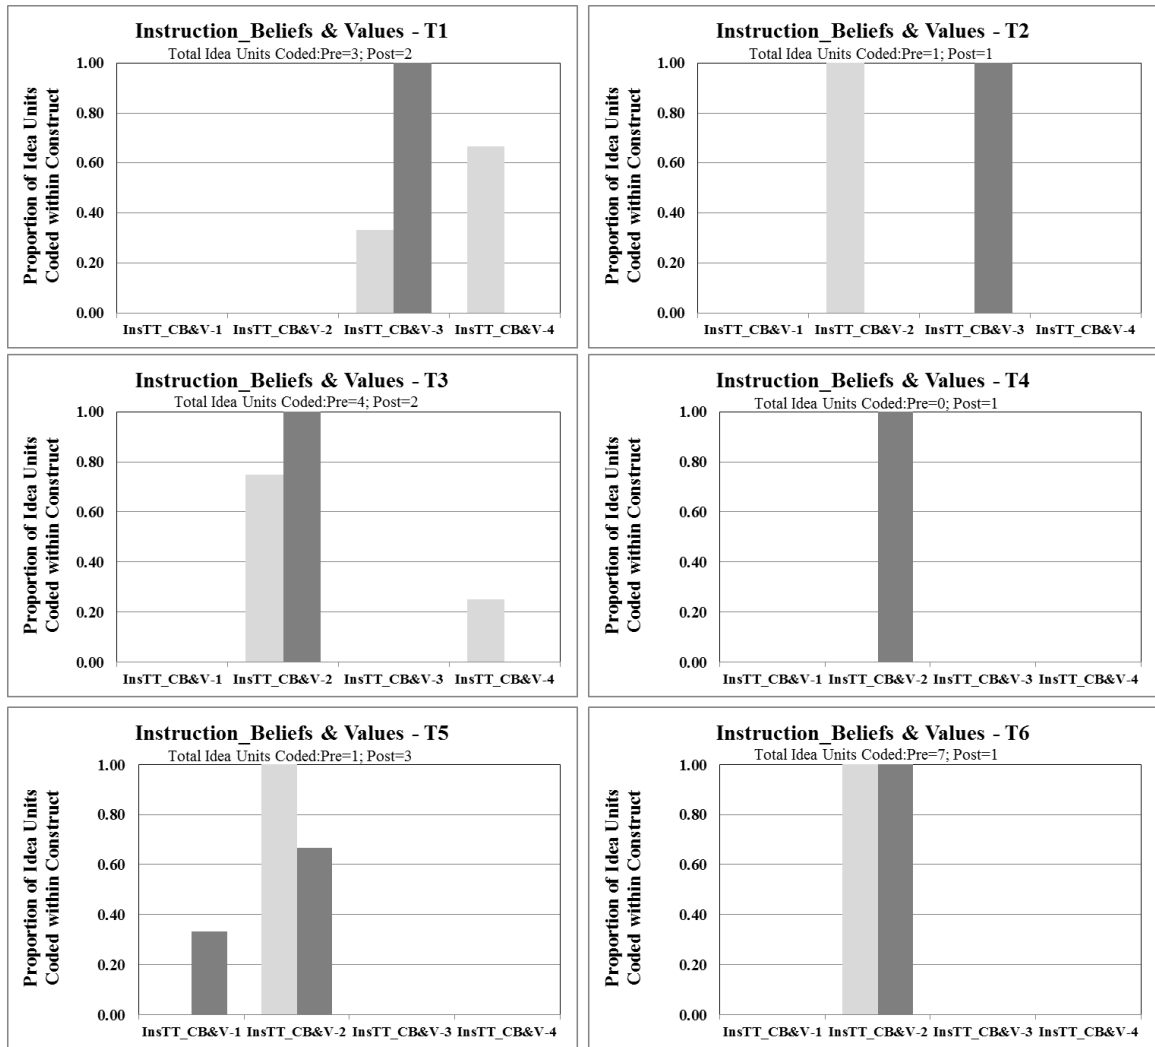 Instruction_Beliefs & Values - T1
Total Idea Units Coded:Pre=3; Post=2
Proportion of Idea Units
Coded within Construct
1.00
0.80
0.60
0.40
0.20
0.00
InsTT_CB&V-1 InsTT_CB&V-2 InsTT_CB&V-3 InsTT_CB&V-4
Instruction_Beliefs & Values - T2
Total Idea Units Coded:Pre=1; Post=1
Proportion of Idea Units
Coded within Construct
1.00
0.80
0.60
0.40
0.20
0.00
InsTT_CB&V-1 InsTT_CB&V-2 InsTT_CB&V-3 InsTT_CB&V-4
Instruction_Beliefs & Values - T3
Total Idea Units Coded:Pre=4; Post=2
Proportion of Idea Units
Coded within Construct
1.00
0.80
0.60
0.40
0.20
0.00
InsTT_CB&V-1 InsTT_CB&V-2 InsTT_CB&V-3 InsTT_CB&V-4
Instruction_Beliefs & Values - T4
Total Idea Units Coded:Pre=0; Post=1
Proportion of Idea Units
Coded within Construct
1.00
0.80
0.60
0.40
0.20
0.00
InsTT_CB&V-1 InsTT_CB&V-2 InsTT_CB&V-3 InsTT_CB&V-4
Instruction_Beliefs & Values - T5
Total Idea Units Coded:Pre=1; Post=3
Proportion of Idea Units
Coded within Construct
1.00
0.80
0.60
0.40
0.20
0.00
InsTT_CB&V-1 InsTT_CB&V-2 InsTT_CB&V-3 InsTT_CB&V-4
Instruction_Beliefs & Values - T6
Total Idea Units Coded:Pre=7; Post=1
Proportion of Idea Units
Coded within Construct
1.00
0.80
0.60
0.40
0.20
0.00
InsTT_CB&V-1 InsTT_CB&V-2 InsTT_CB&V-3 InsTT_CB&V-4